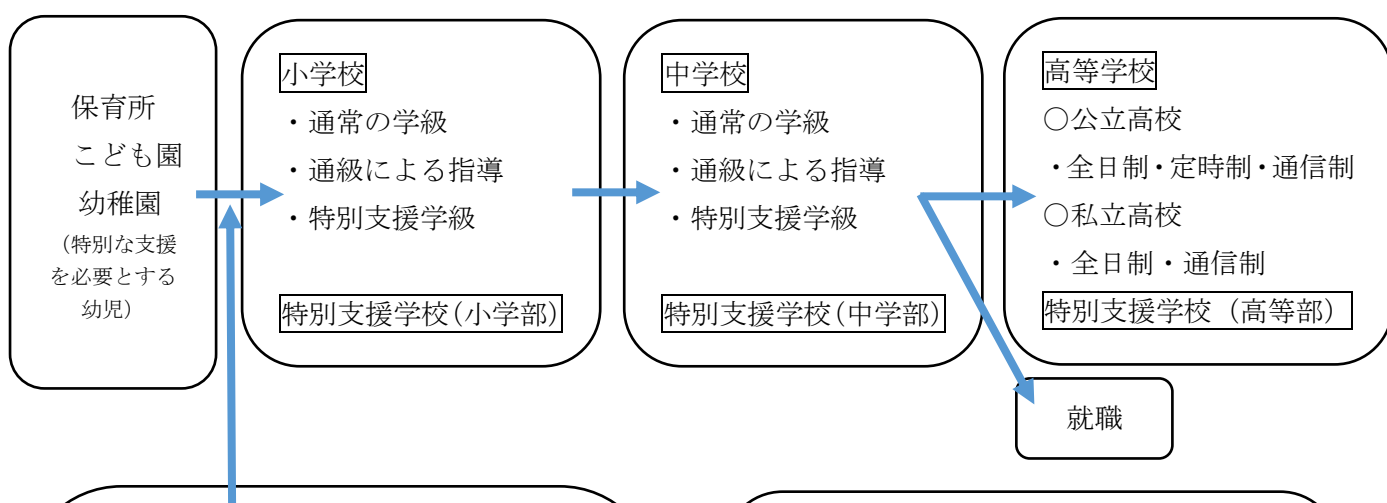 保育所
こども園
幼稚園
(特別な支援
を必要とする
幼児)
小学校
・通常の学級
・通級による指導
・特別支援学級
特別支援学校(小学部)
中学校
・通常の学級
・通級による指導
・特別支援学級
特別支援学校(中学部)
高等学校
○公立高校
・全日制・定時制・通信制
○私立高校
・全日制・通信制
特別支援学校(高等部)
就職